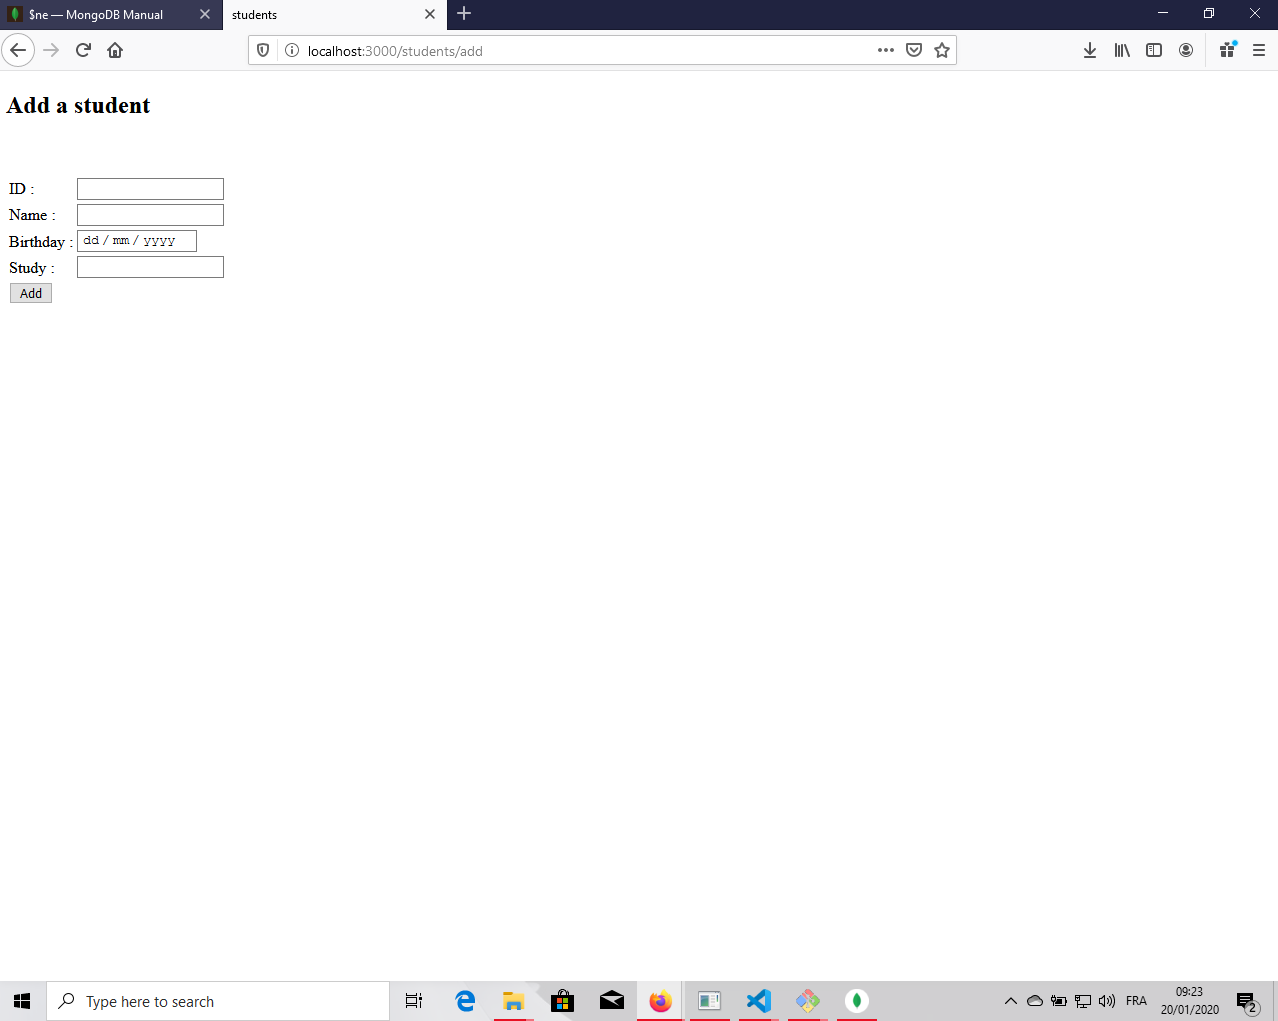 $ne — MongoDB Manual
students
localhost:3000/students/add
Add a student
ID :
Name :
Birthday : dd / mm / yyyy
Study :
Add
Type here to search
FRA
09:23
20/01/2020
2